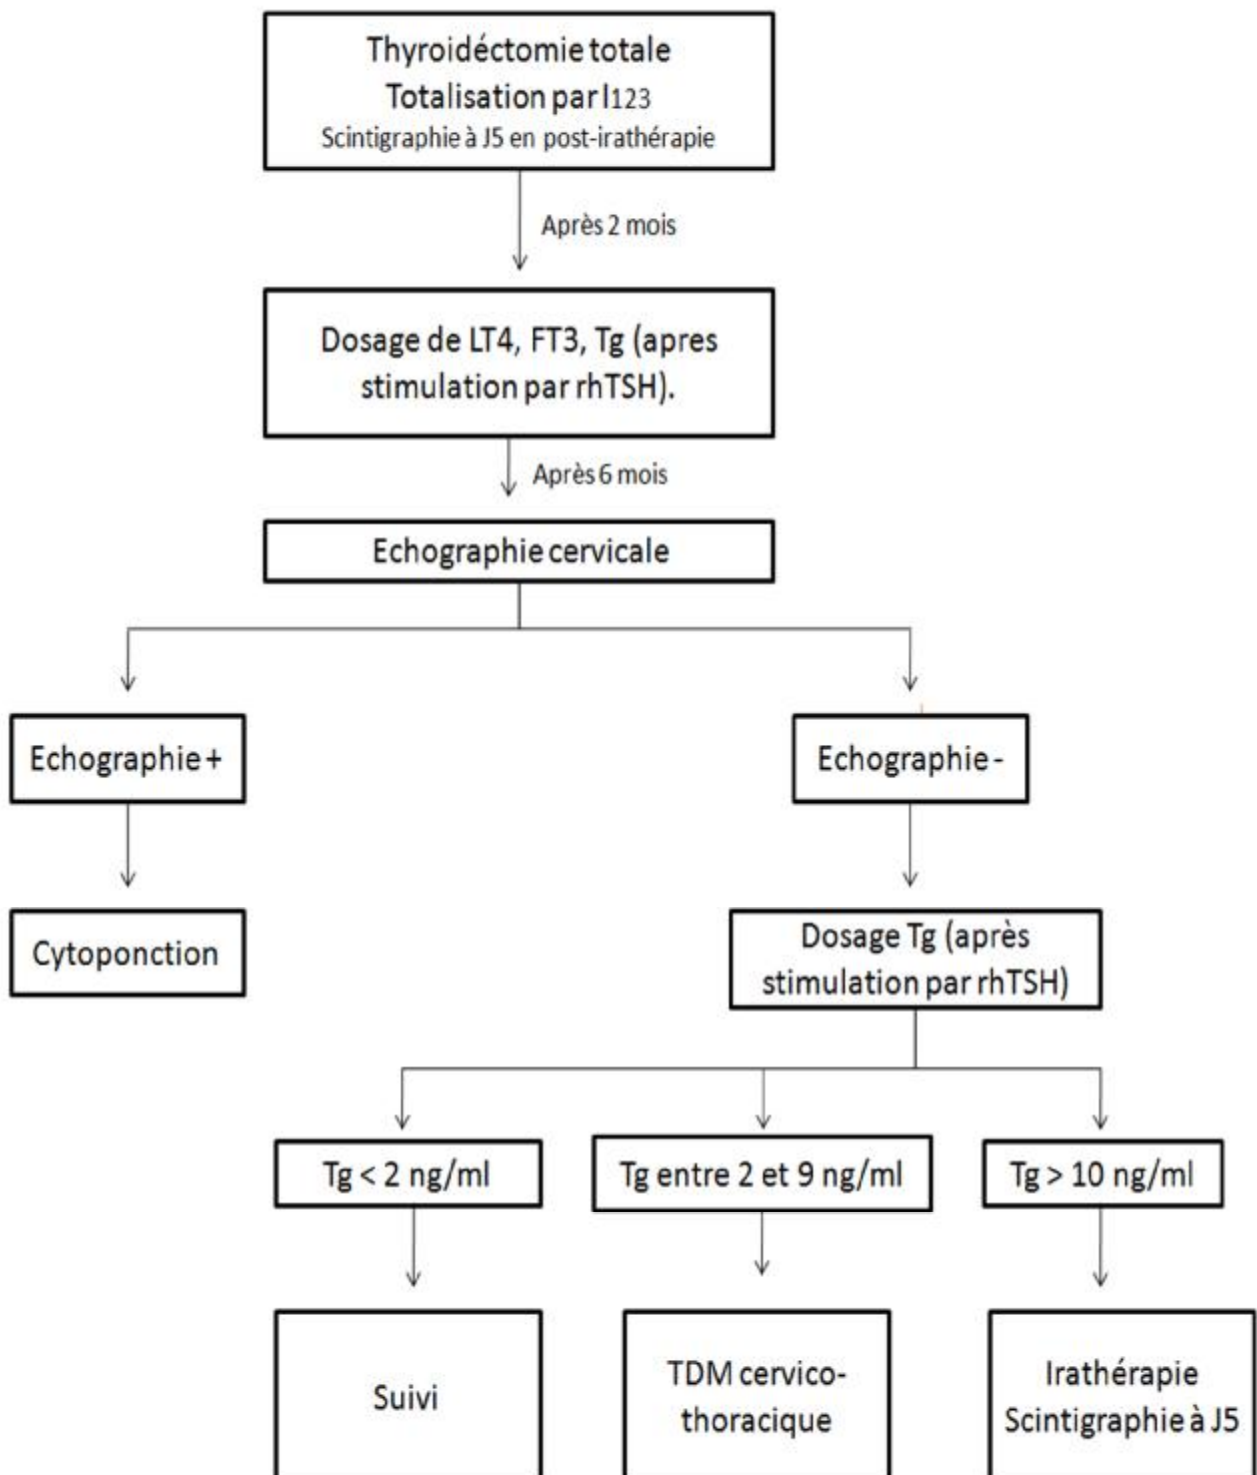 Thyroidéctomie totale
Totalisation par I123
Scintigraphie à J5 en post-irathérapie
Après 2 mois
Dosage de LT4, FT3, Tg (apres
stimulation par rhTSH).
Après 6 mois
Echographie cervicale
Echographie +
Echographie -
Cytoponction
Dosage Tg (après
stimulation par rhTSH)
Tg < 2 ng/ml
Tg entre 2 et 9 ng/ml
Tg > 10 ng/ml
Suivi
TDM cervico-
thoracique
Irathérapie
Scintigraphie à J5